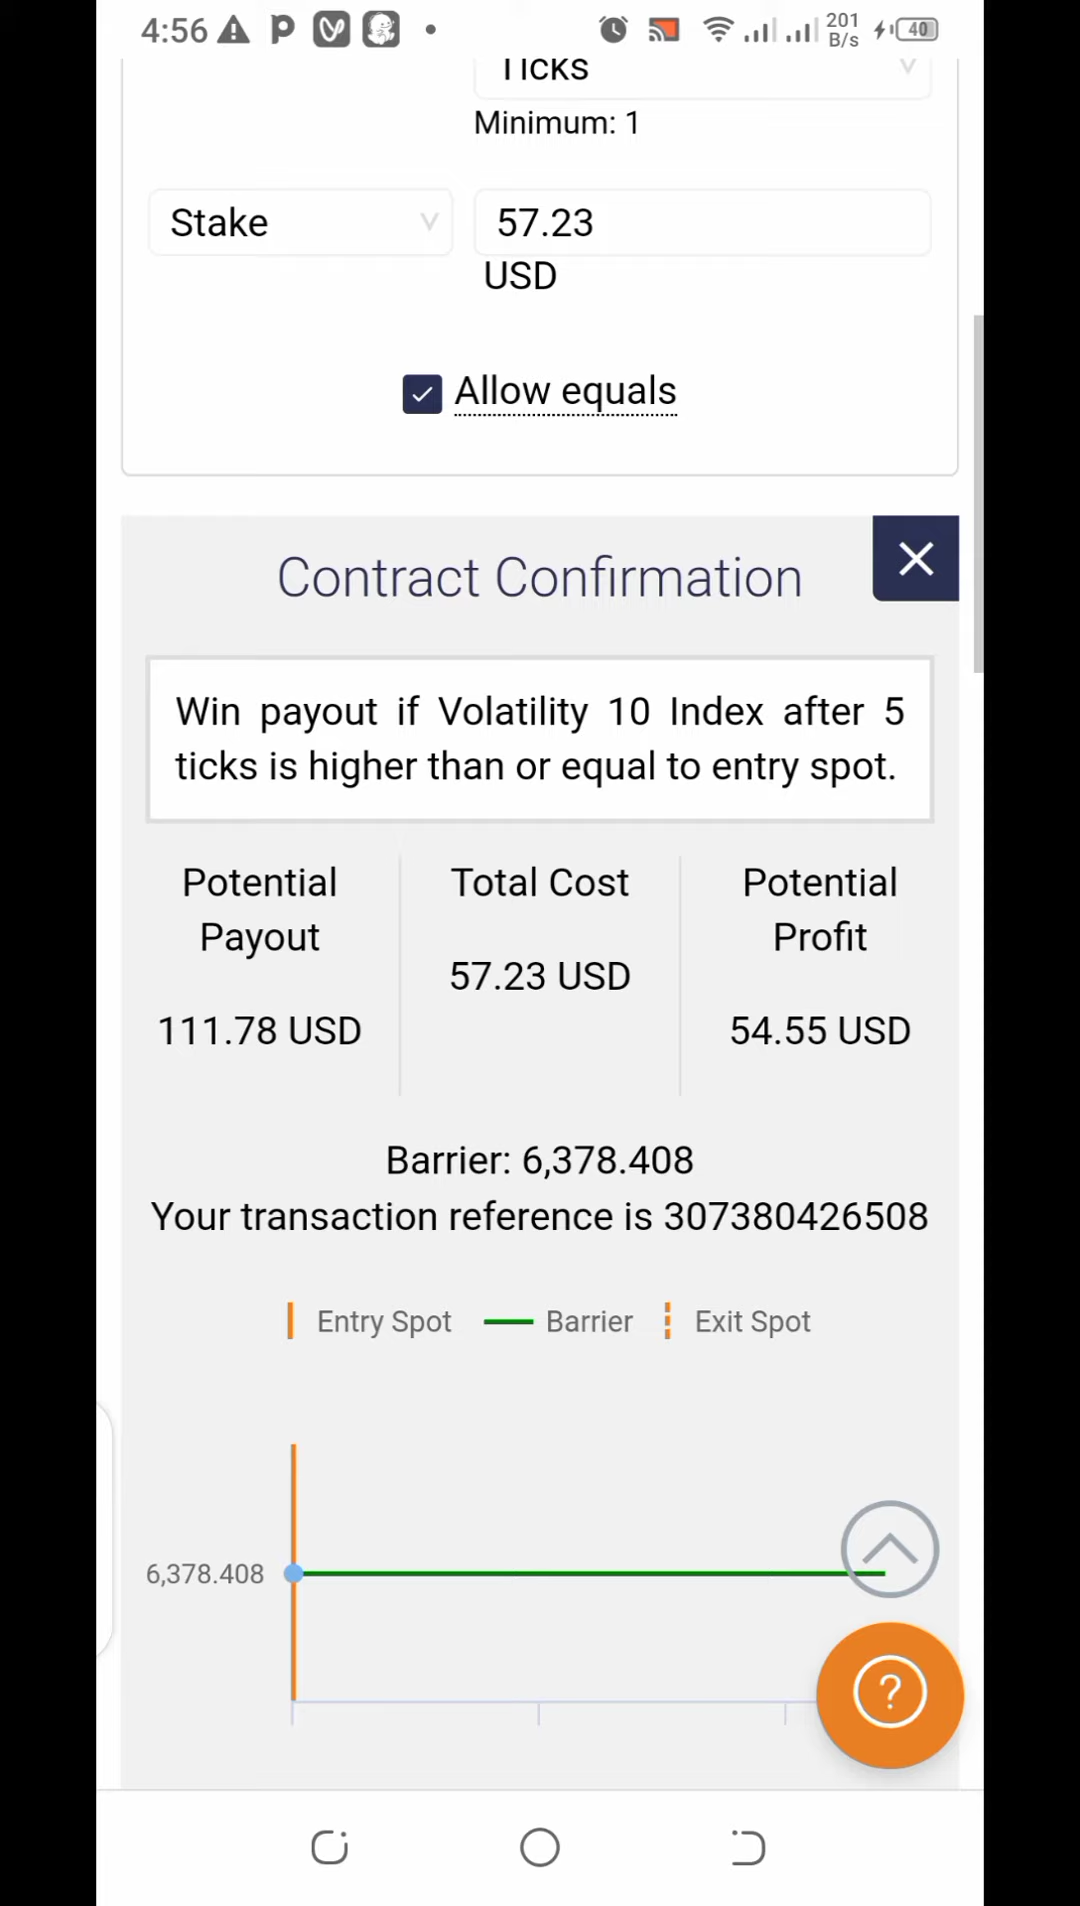 4:56
201
B/s
40
Ticks
Minimum: 1
Stake
57.23
USD
Allow equals
Contract Confirmation
Win payout if Volatility 10 Index after 5
ticks is higher than or equal to entry spot.
Potential
Payout
111.78 USD
Total Cost
57.23 USD
Potential
Profit
54.55 USD
Barrier: 6,378.408
Your transaction reference is 307380426508
Entry Spot
Barrier
Exit Spot
6,378.408
?